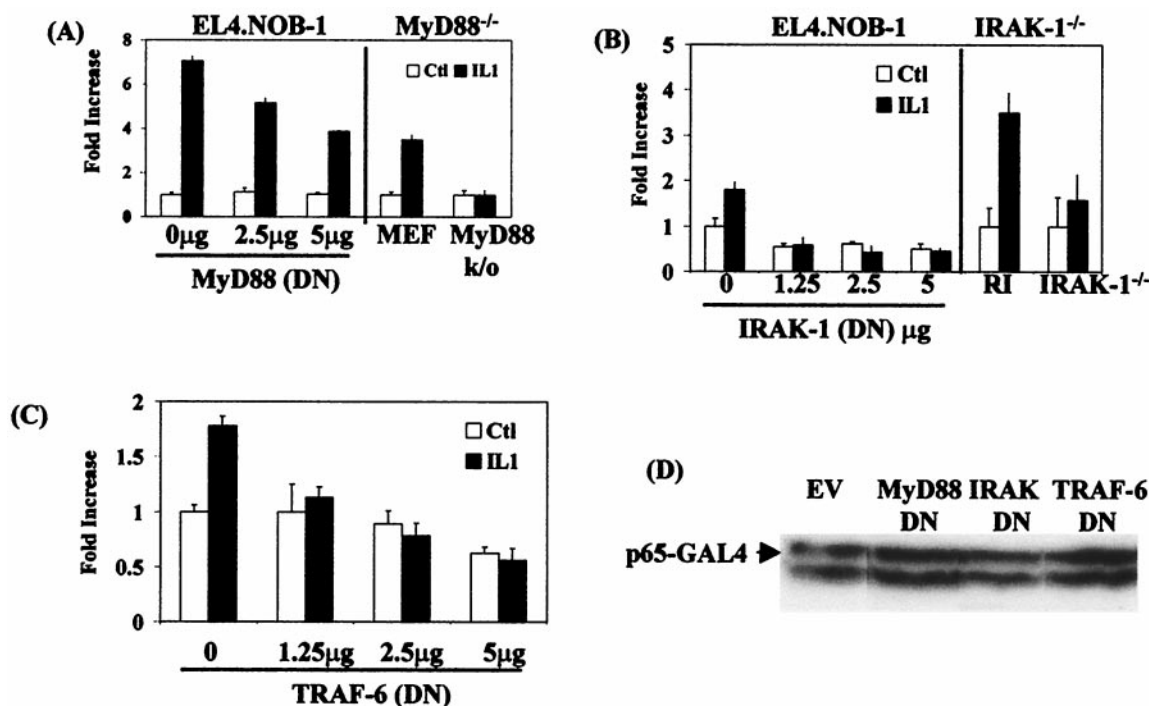 (A)
EL4.NOB-1 MyD88-/-
Fold Increase
8
6
4
2
0
Ctl IL1
0µg 2.5µg 5µg MEF MyD88
k/o
MyD88 (DN)
(B)
EL4.NOB-1 IRAK-1-/-
Fold Increase
5
4
3
2
1
0
Ctl
IL1
0 1.25 2.5 5 RI IRAK-1-/-
IRAK-1 (DN) µg
(C)
Fold Increase
2
1.5
1
0.5
0
Ctl
IL1
0 1.25µg 2.5µg 5µg
TRAF-6 (DN)
(D)
EV MyD88 IRAK TRAF-6
DN DN DN
p65-GAL4